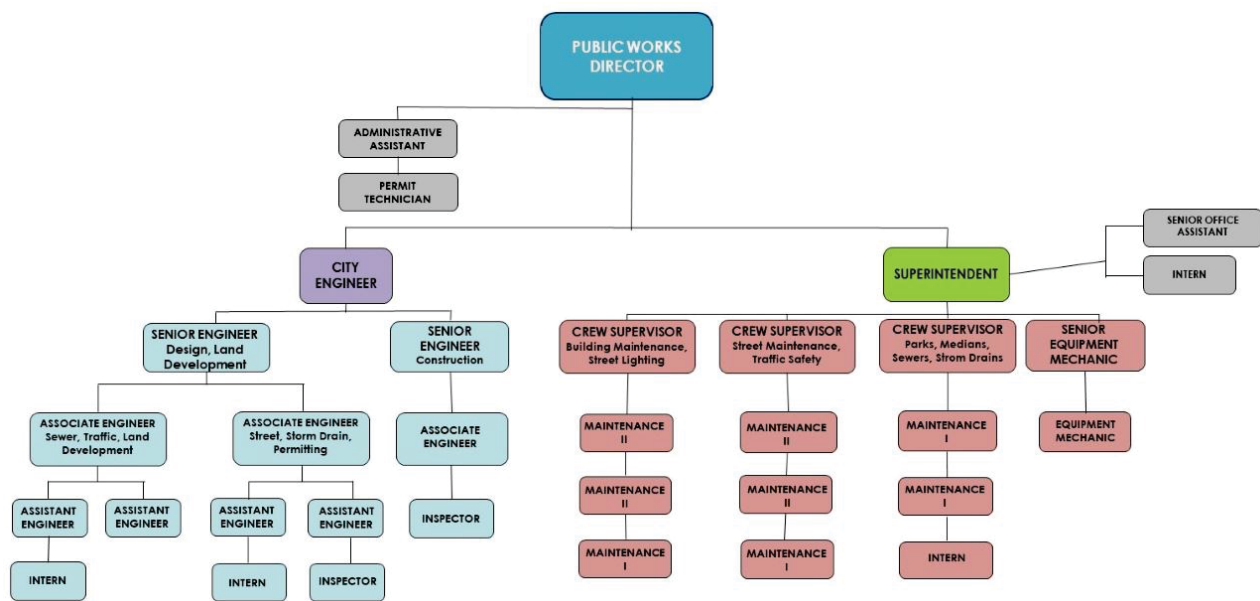 PUBLIC WORKS
DIRECTOR
ADMINISTRATIVE
ASSISTANT
PERMIT
TECHNICIAN
SENIOR OFFICE
ASSISTANT
INTERN
CITY
ENGINEER
SUPERINTENDENT
SENIOR ENGINEER
Design, Land
Development
SENIOR
ENGINEER
Construction
CREW SUPERVISOR
Building Maintenance,
Street Lighting
CREW SUPERVISOR
Street Maintenance,
Traffic Safety
CREW SUPERVISOR
Parks, Medians,
Sewers, Strom Drains
SENIOR
EQUIPMENT
MECHANIC
ASSOCIATE ENGINEER
Sewer, Traffic, Land
Development
ASSOCIATE ENGINEER
Street, Storm Drain,
Permitting
ASSOCIATE
ENGINEER
MAINTENANCE
II
MAINTENANCE
II
MAINTENANCE
I
EQUIPMENT
MECHANIC
ASSISTANT
ENGINEER
ASSISTANT
ENGINEER
ASSISTANT
ENGINEER
ASSISTANT
ENGINEER
INSPECTOR
MAINTENANCE
II
MAINTENANCE
II
MAINTENANCE
I
INTERN
INTERN
INSPECTOR
MAINTENANCE
I
MAINTENANCE
I
INTERN